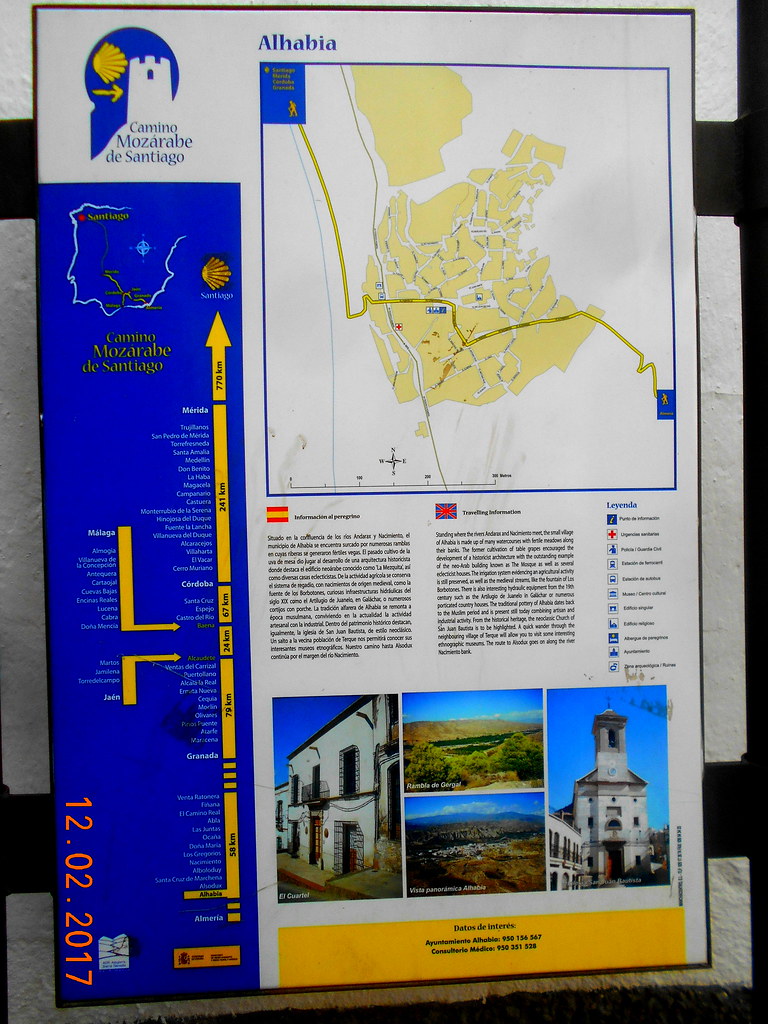 Camino
Mozárabe
de Santiago
Alhabia
Santiago
Mérida
Córdoba
Granada
Santiago
Santiago
Camino
Mozárabe
de Santiago
770 km
Mérida
Trujillanos
San Pedro de Mérida
Torrefresneda
Santa Amalia
Medellín
Don Benito
La Haba
Magacela
Campanario
Castuera
Monterrubio de la Serena
Hinojosa del Duque
Fuente la Lancha
Villanueva del Duque
Alcaracejos
Villaharta
El Vacar
Cerro Muriano
241 km
Córdoba
Santa Cruz
Espejo
Castro del Río
Baena
67 km
Málaga
Almogía
Villanueva de
la Concepción
Antequera
Cartaojal
Cuevas Bajas
Encinas Reales
Lucena
Cabra
Doña Mencía
24 km
Martos
Jamilena
Torredelcampo
Jaén
Alcaudete
Ventas del Carrizal
Puertollano
Alcalá la Real
Ermita Nueva
Cequia
Moclín
Olivares
Pinos Puente
Atarfe
Maracena
79 km
Granada
Venta Ratonera
Fiñana
El Camino Real
Abla
Las Juntas
Ocaña
Doña María
Los Gregorios
Nacimiento
Alboloduy
Santa Cruz de Marchena
Alsodux
Alhabia
58 km
Almería
N
W E
S
0 100 200 300 Metros
Información al peregrino
Situado en la confluencia de los ríos Andarax y Nacimiento, el
municipio de Alhabia se encuentra surcado por numerosas ramblas
en cuyas riberas se generaron fértiles vegas. El pasado cultivo de la
uva de mesa dio lugar al desarrollo de una arquitectura historicista
donde destaca el edificio neoárabe conocido como 'La Mezquita', así
como diversas casas eclecticistas. De la actividad agrícola se conserva
el sistema de regadío, con nacimientos de origen medieval, como la
fuente de los Borbotones, curiosas infraestructuras hidráulicas del
siglo XIX como el Artilugio de Juanelo, en Galáchar, o numerosos
cortijos con porche. La tradición alfarera de Alhabia se remonta a
época musulmana, conviviendo en la actualidad la actividad
artesanal con la industrial. Dentro del patrimonio histórico destacan,
igualmente, la iglesia de San Juan Bautista, de estilo neoclásico.
Un salto a la vecina población de Terque nos permitirá conocer sus
interesantes museos etnográficos. Nuestro camino hasta Alsodux
continúa por el margen del río Nacimiento.
Travelling Information
Standing where the rivers Andarax and Nacimiento meet, the small village
of Alhabia is made up of many watercourses with fertile meadows along
their banks. The former cultivation of table grapes encouraged the
development of a historicist architecture with the outstanding example
of the neo-Arab building known as The Mosque as well as several
eclecticist houses. The irrigation system evidencing an agricultural activity
is still preserved, as well as the medieval streams, like the fountain of Los
Borbotones. There is also interesting hydraulic equipment from the 19th
century such as the Artilugio de Juanelo in Galáchar or numerous
porticated country houses. The traditional pottery of Alhabia dates back
to the Muslim period and is present still today combining artisan and
industrial activity. From the historical heritage, the neoclassic Church of
San Juan Bautista is to be highlighted. A quick wander through the
neighbouring village of Terque will allow you to visit some interesting
ethnographic museums. The route to Alsodux goes on along the river
Nacimiento bank.
Leyenda
Punto de información
Urgencias sanitarias
Policía / Guardia Civil
Estación de ferrocarril
Estación de autobús
Museo / Centro cultural
Edificio singular
Edificio religioso
Albergue de peregrinos
Ayuntamiento
Zona arqueológica / Ruinas
El Cuartel
Rambla de Gérgal
Vista panorámica Alhabia
San Juan Bautista
Datos de interés:
Ayuntamiento Alhabia: 950 156 567
Consultorio Médico: 950 351 528
12.02.2017